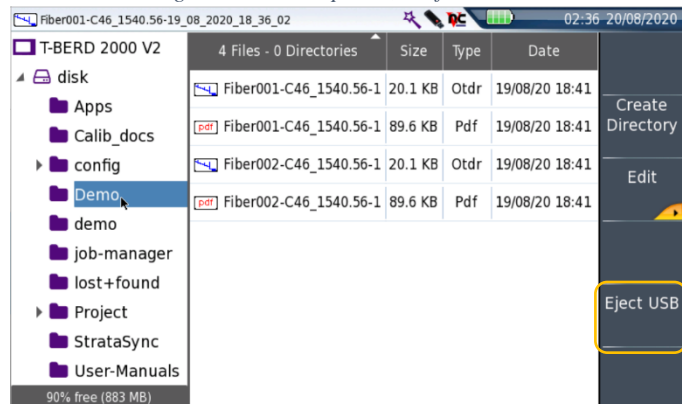 Fiber001-C46_1540.56-19_08_2020_18_36_02
02:36 20/08/2020
T-BERD 2000 V2
disk
Apps
Calib_docs
config
Demo
demo
job-manager
lost+found
Project
StrataSync
User-Manuals
90% free (883 MB)
4 Files - 0 Directories Size Type Date
Fiber001-C46_1540.56-1 20.1 KB Otdr 19/08/20 18:41
pdf Fiber001-C46_1540.56-1 89.6 KB Pdf 19/08/20 18:41
Fiber002-C46_1540.56-1 20.1 KB Otdr 19/08/20 18:41
pdf Fiber002-C46_1540.56-1 89.6 KB Pdf 19/08/20 18:41
Create
Directory
Edit
Eject USB